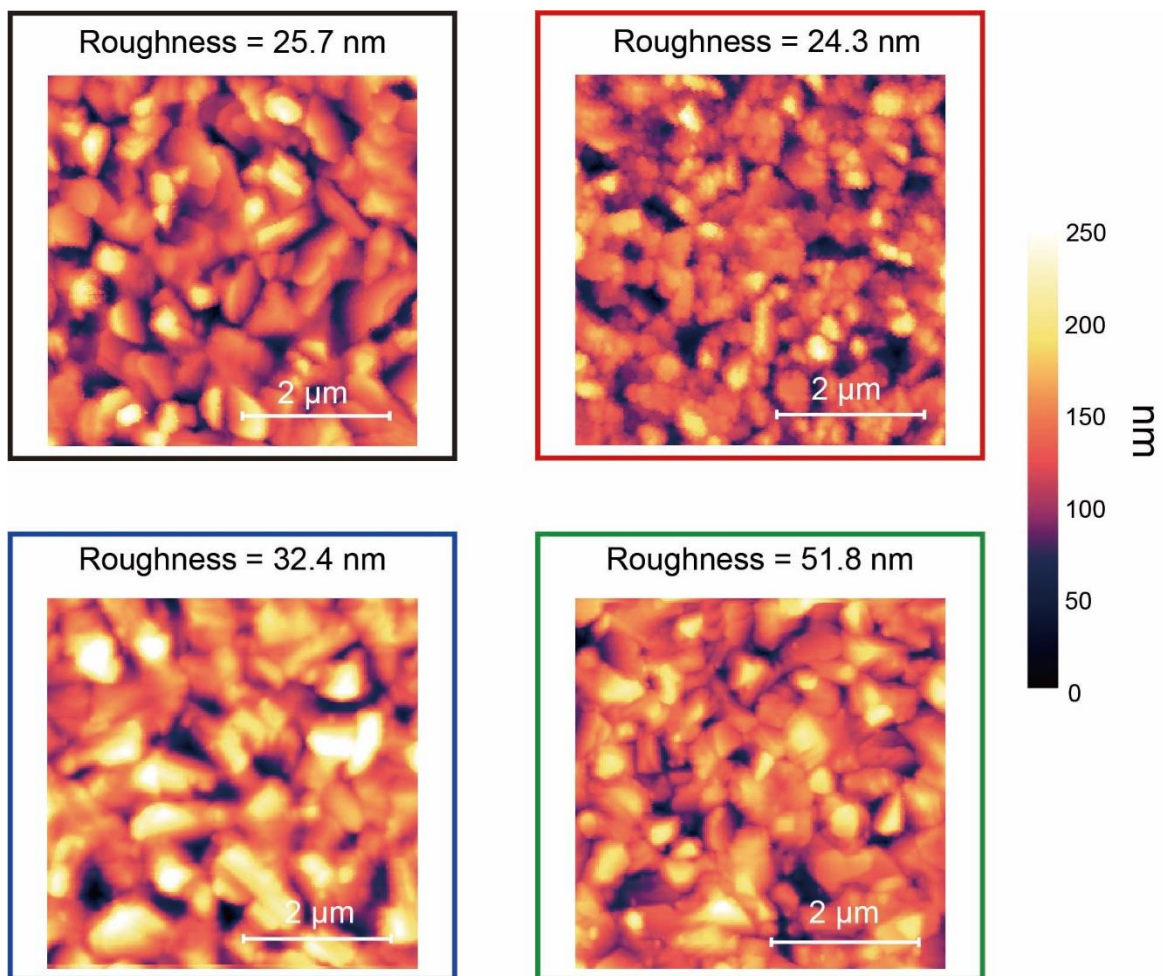 Roughness = 25.7 nm
2 µm
Roughness = 24.3 nm
2 µm
250
200
150
100
50
0
nm
Roughness = 32.4 nm
2 µm
Roughness = 51.8 nm
2 µm